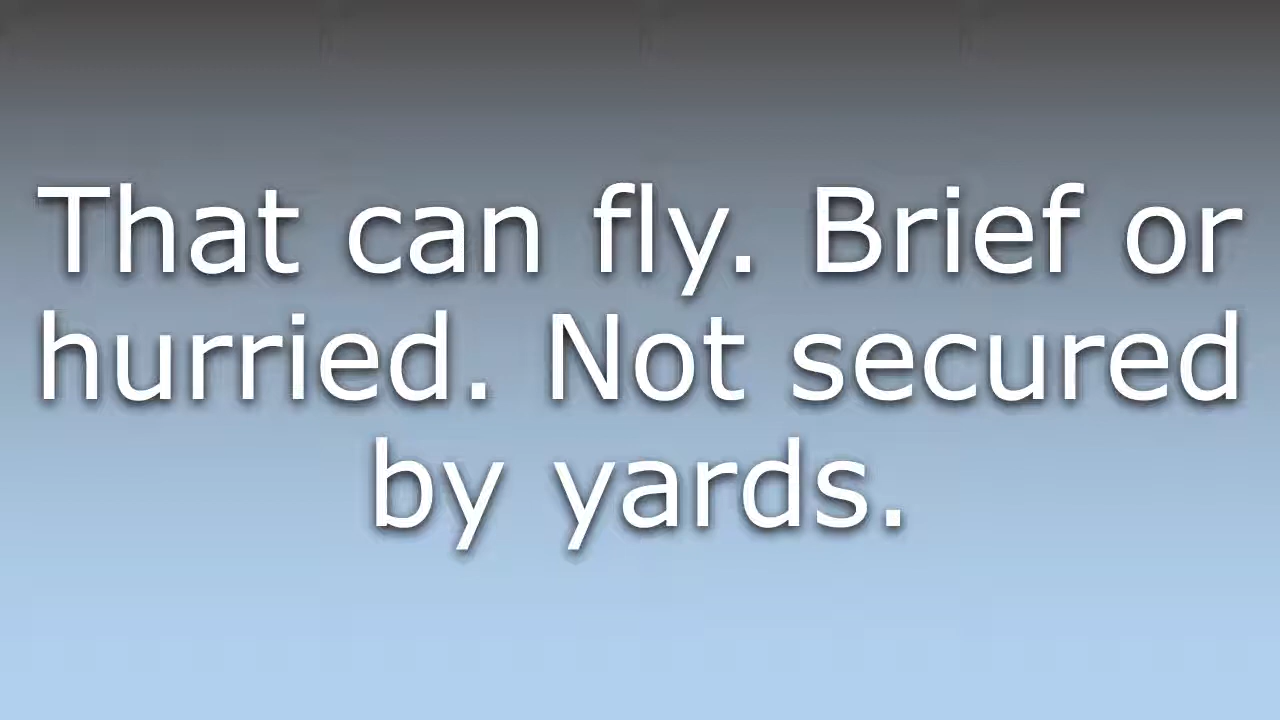 That can fly. Brief or
hurried. Not secured
by yards.